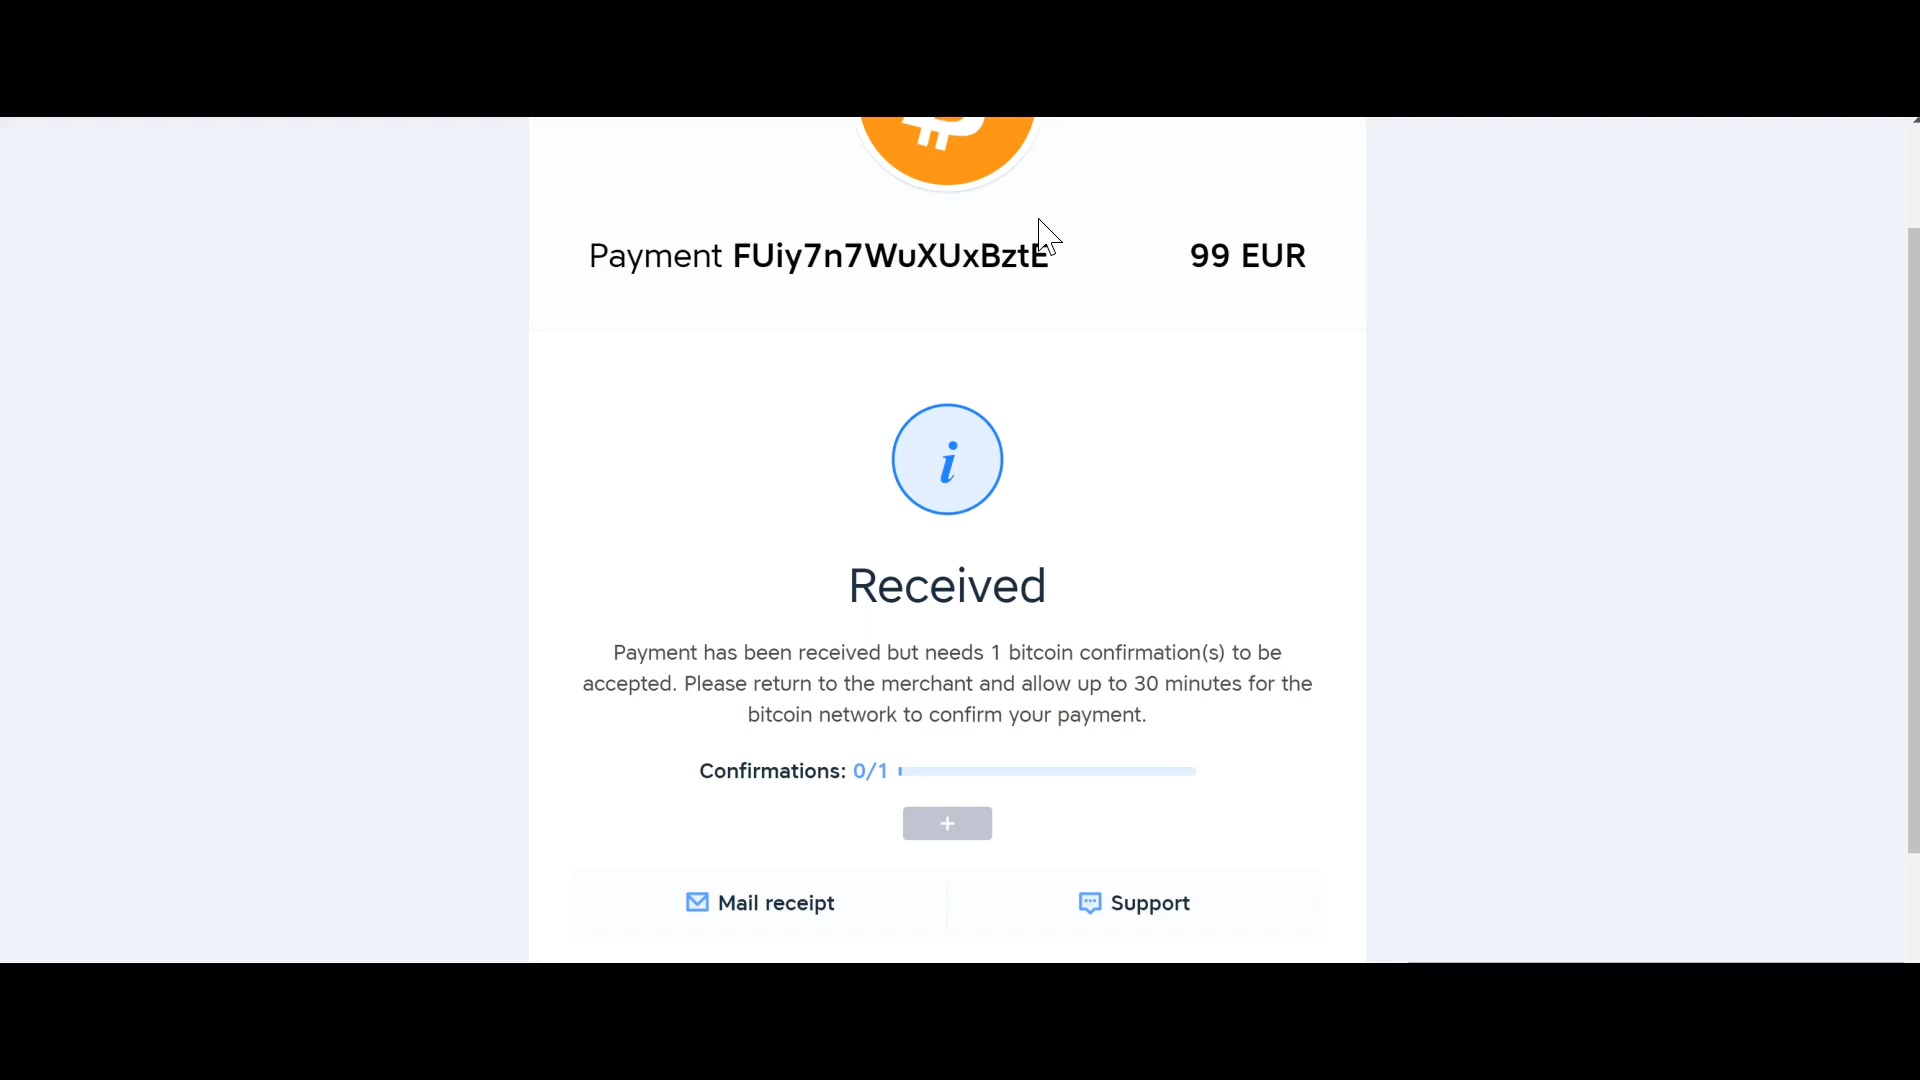 Payment FUiy7n7WuXUxBztE 99 EUR
i
Received
Payment has been received but needs 1 bitcoin confirmation(s) to be
accepted. Please return to the merchant and allow up to 30 minutes for the
bitcoin network to confirm your payment.
Confirmations: 0/1
+
Mail receipt Support